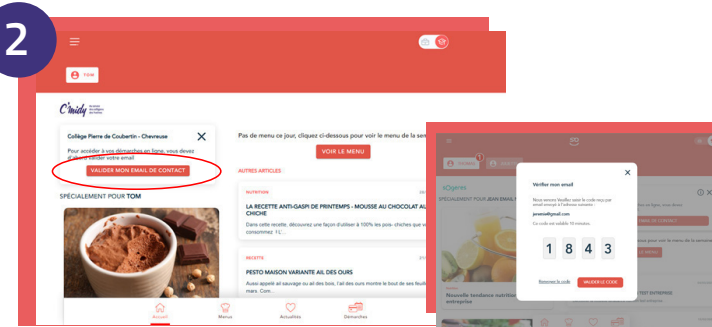 2
TOM
C'midy
Collège Pierre de Coubertin - Chevreuse
Pour accéder à vos démarches en ligne, vous devez
d'abord valider votre email
VALIDER MON EMAIL DE CONTACT
SPÉCIALEMENT POUR TOM
Pas de menu ce jour, cliquez ci-dessous pour voir le menu de la sem
VOIR LE MENU
AUTRES ARTICLES
NUTRITION
LA RECETTE ANTI-GASPI DE PRINTEMPS - MOUSSE AU CHOCOLAT AU
CHICHE
Dans cette recette, découvrez une façon d'utiliser à 100% les pois- chiches que v
consommez !
RECETTE
PESTO MAISON VARIANTE AIL DES OURS
Aussi appelé ail sauvage ou ail des bois, l'ail des ours montre le bout de ses feuil
mars. Com...
Accueil
Menus
Actualités
Démarches
Vérifier mon email
Nous venons Veuillez saisir le code reçu par
email envoyé à l'adresse suivante :
jeremie@gmail.com
Ce code est valable 10 minutes.
1 8 4 3
Renvoyer le code
VALIDER LE CODE
SPÉCIALEMENT POUR JEAN EMAIL
Nouvelle tendance nutrition
entreprise